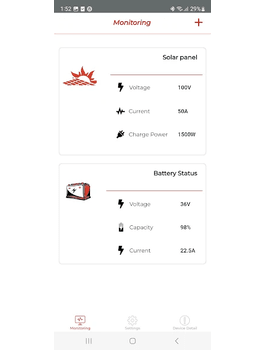 1:52
29%
Monitoring
+
Solar panel
Voltage 100V
Current 50A
Charge Power 1500W
Battery Status
Voltage 36V
Capacity 98%
Current 22.5A
Monitoring Settings Device Detail